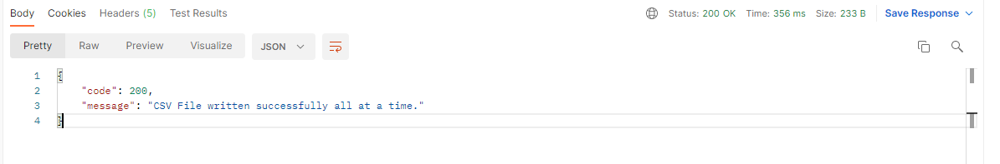 Body Cookies Headers (5) Test Results Status: 200 OK Time: 356 ms Size: 233 B Save Response
Pretty Raw Preview Visualize JSON
1 {
2 "code": 200,
3 "message": "CSV File written successfully all at a time."
4 }